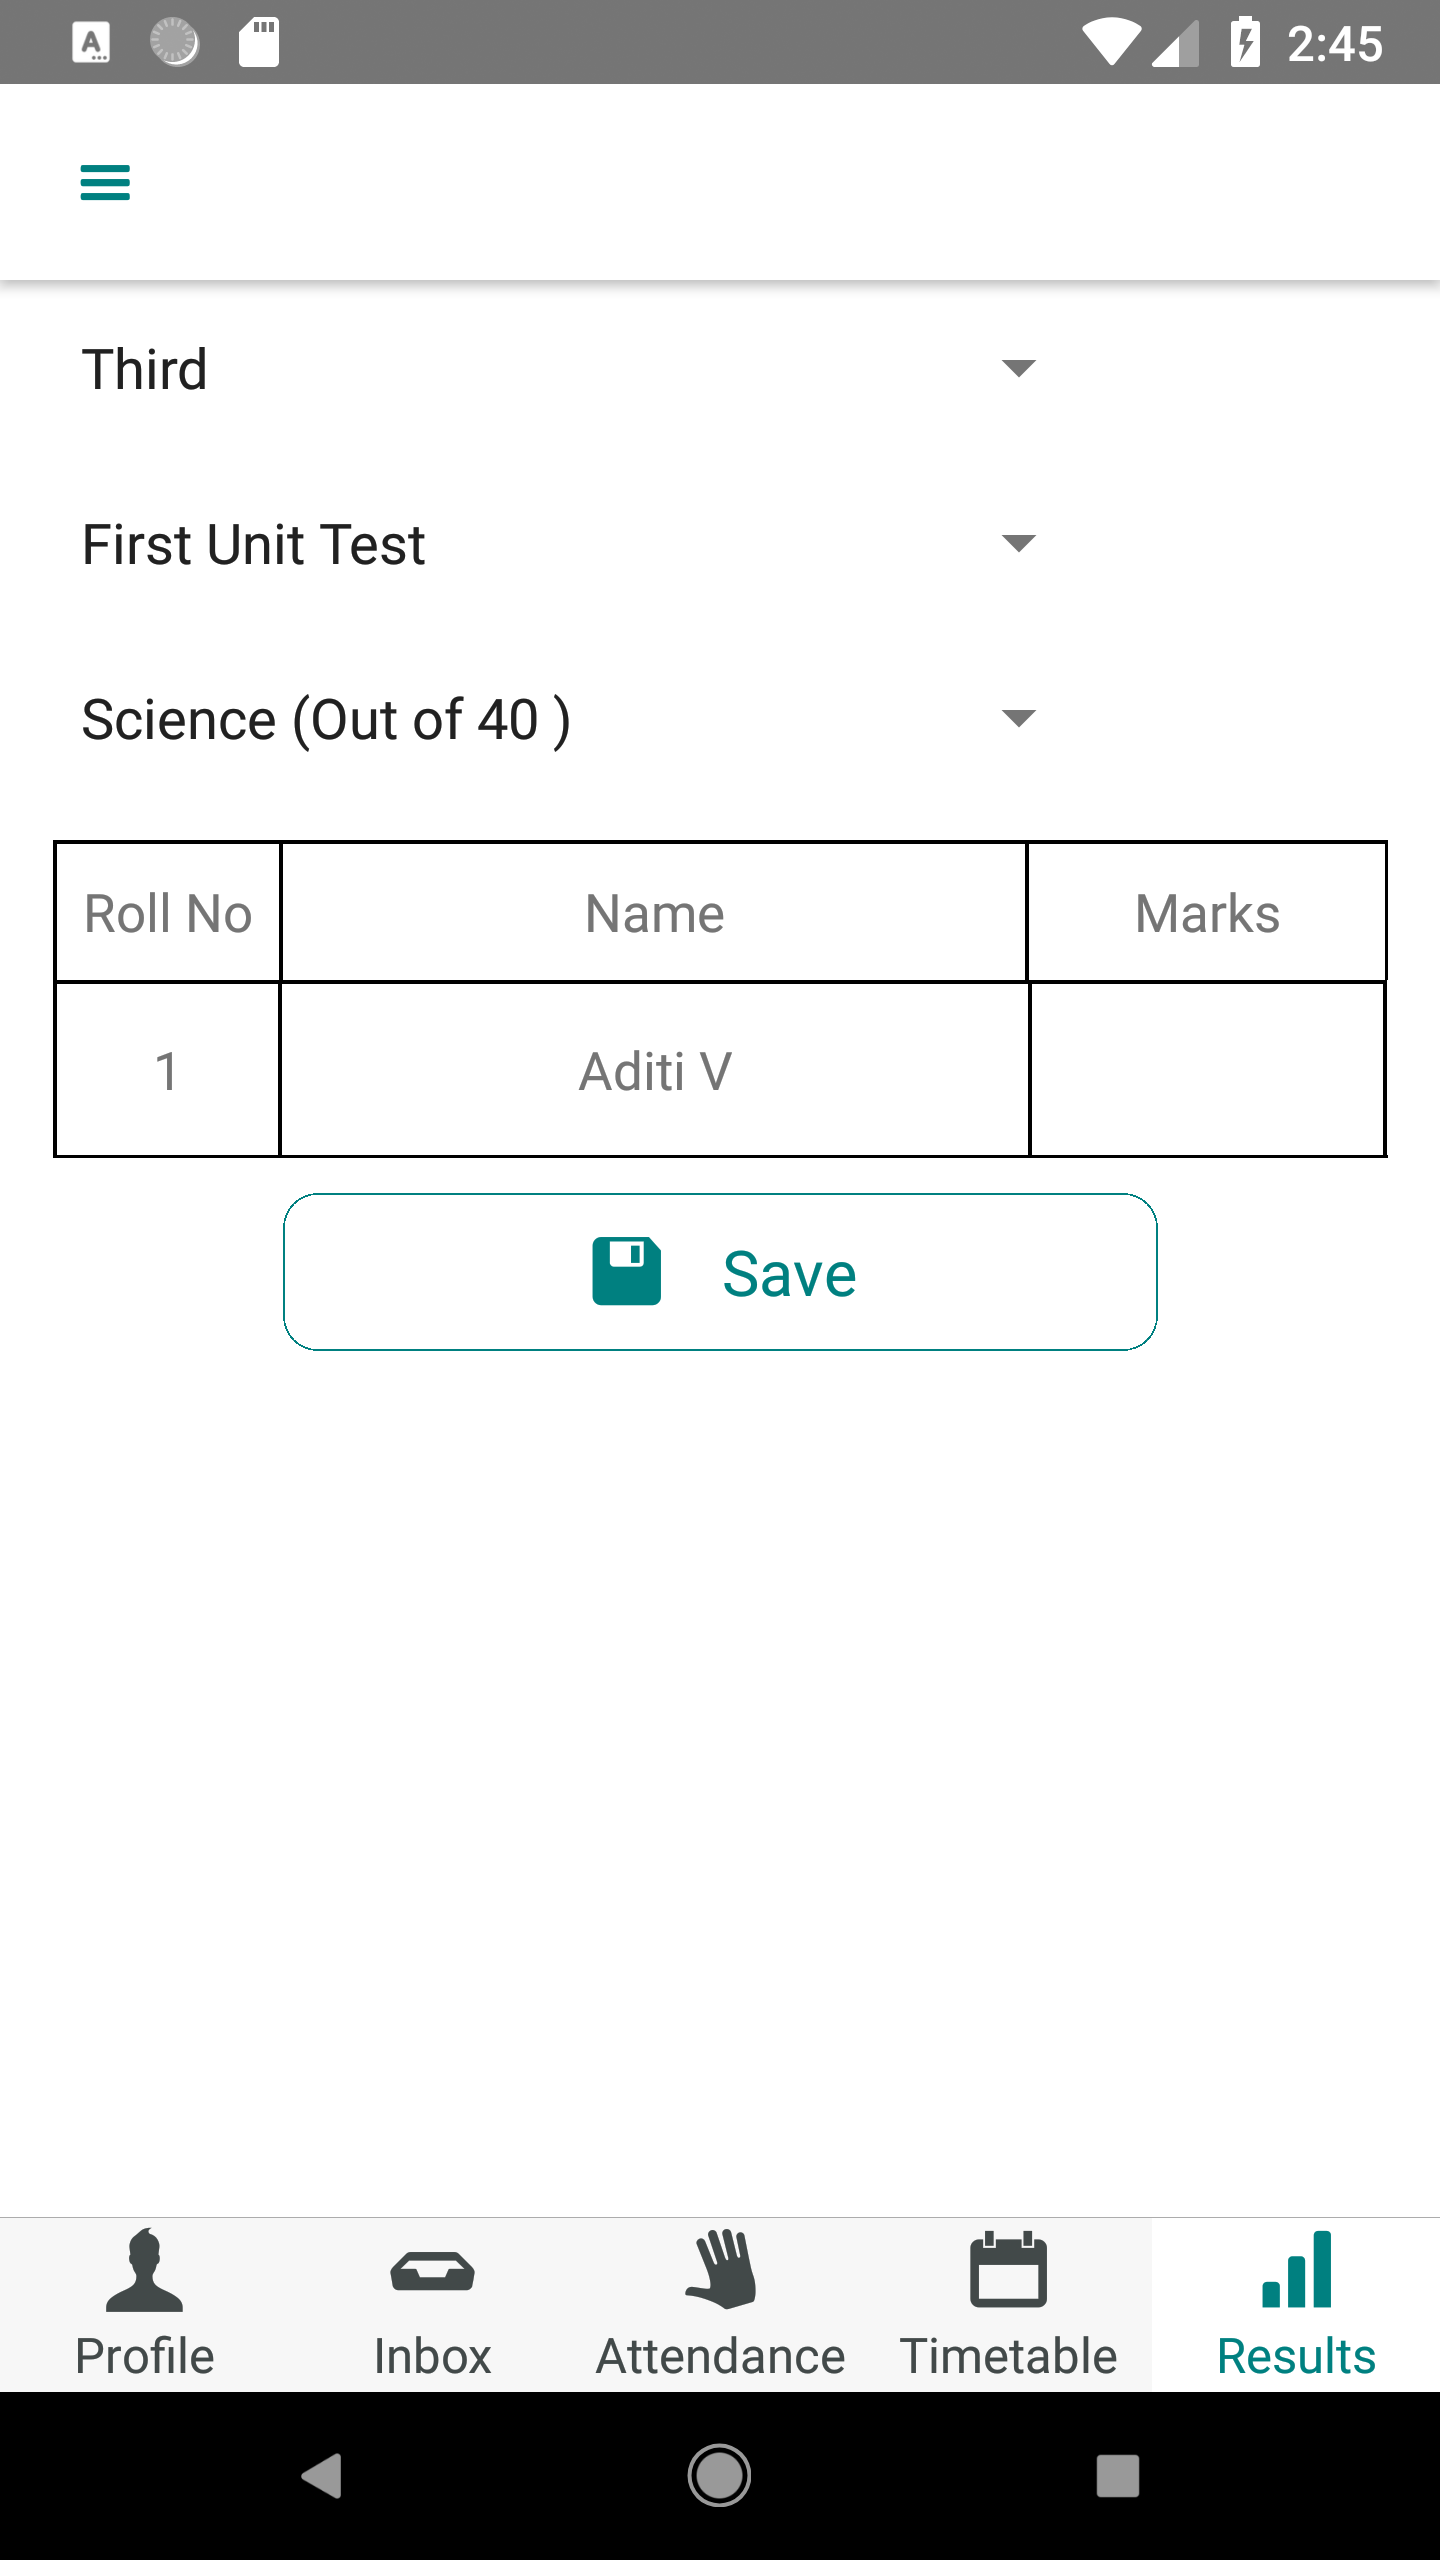 2:45
Third
First Unit Test
Science (Out of 40 )
Roll No Name Marks
1 Aditi V
Save
Profile Inbox Attendance Timetable Results